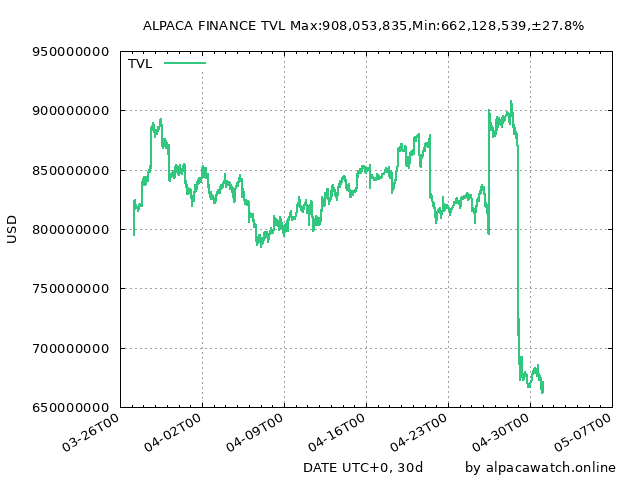 ALPACA FINANCE TVL Max:908,053,835,Min:662,128,539,±27.8%
TVL
USD
950000000
900000000
850000000
800000000
750000000
700000000
650000000
03-26T00
04-02T00
04-09T00
04-16T00
04-23T00
04-30T00
05-07T00
DATE UTC+0, 30d
by alpacawatch.online